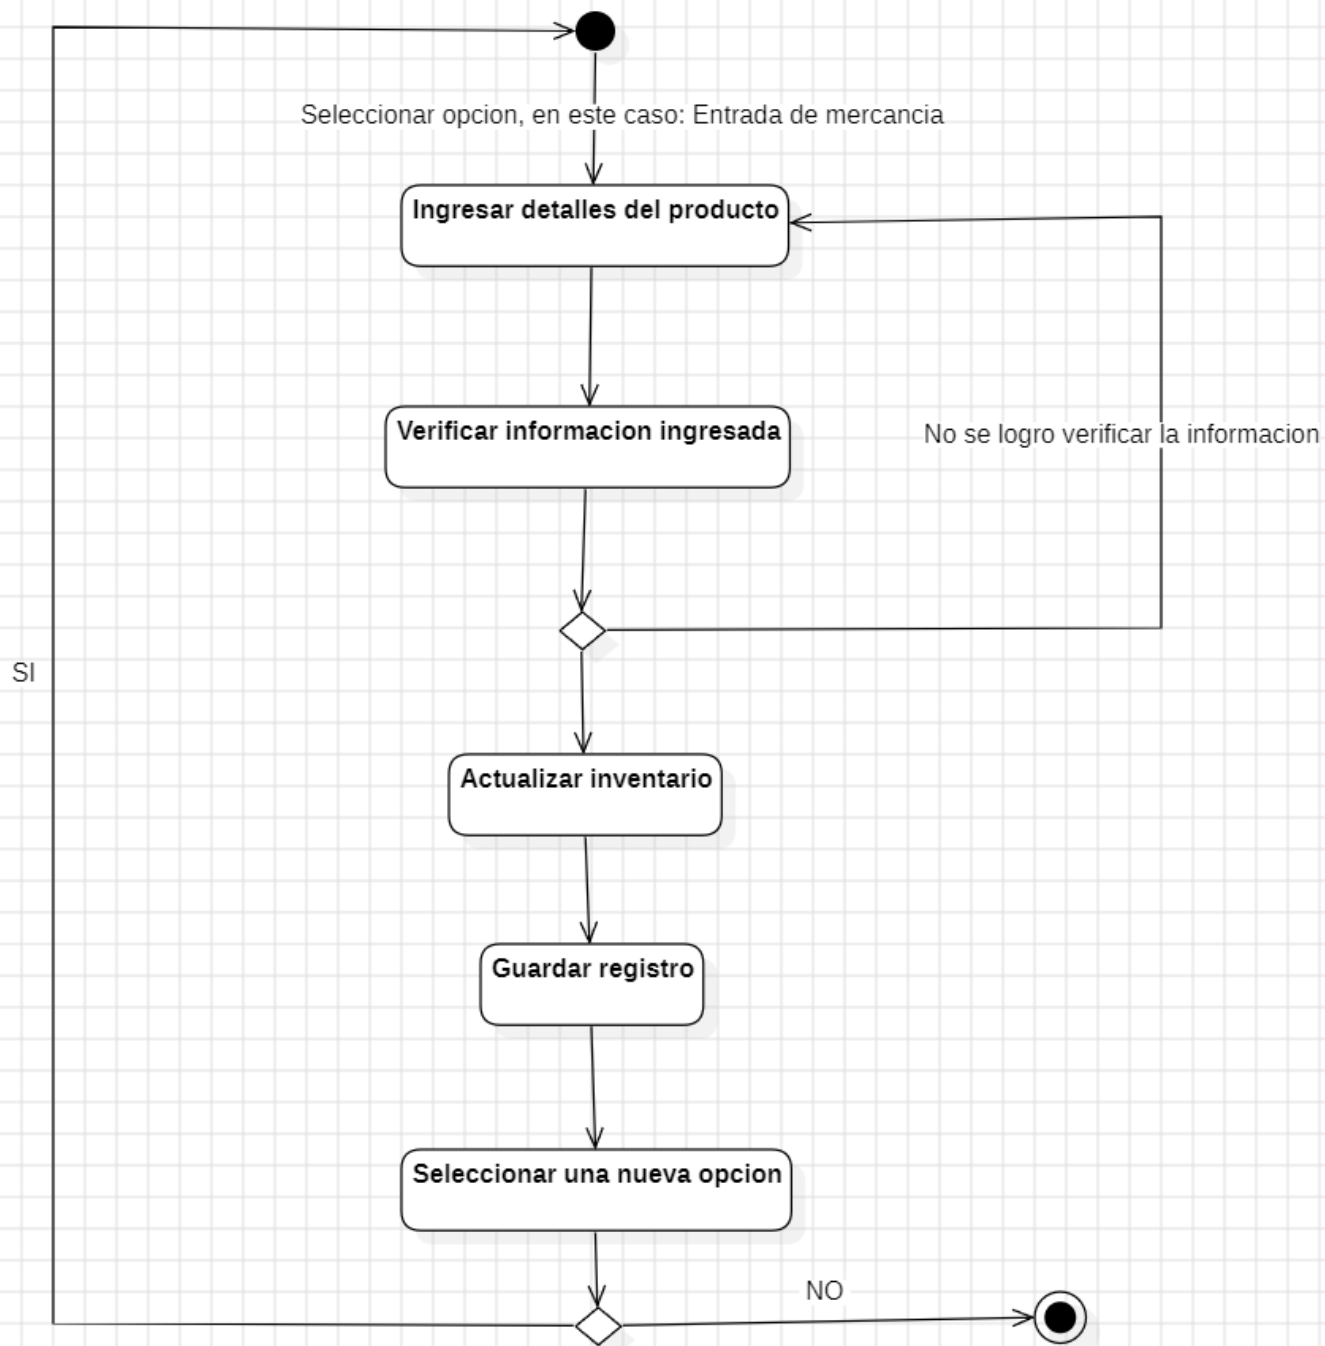 Seleccionar opcion, en este caso: Entrada de mercancia
Ingresar detalles del producto
Verificar informacion ingresada
No se logro verificar la informacion
SI
Actualizar inventario
Guardar registro
Seleccionar una nueva opcion
NO